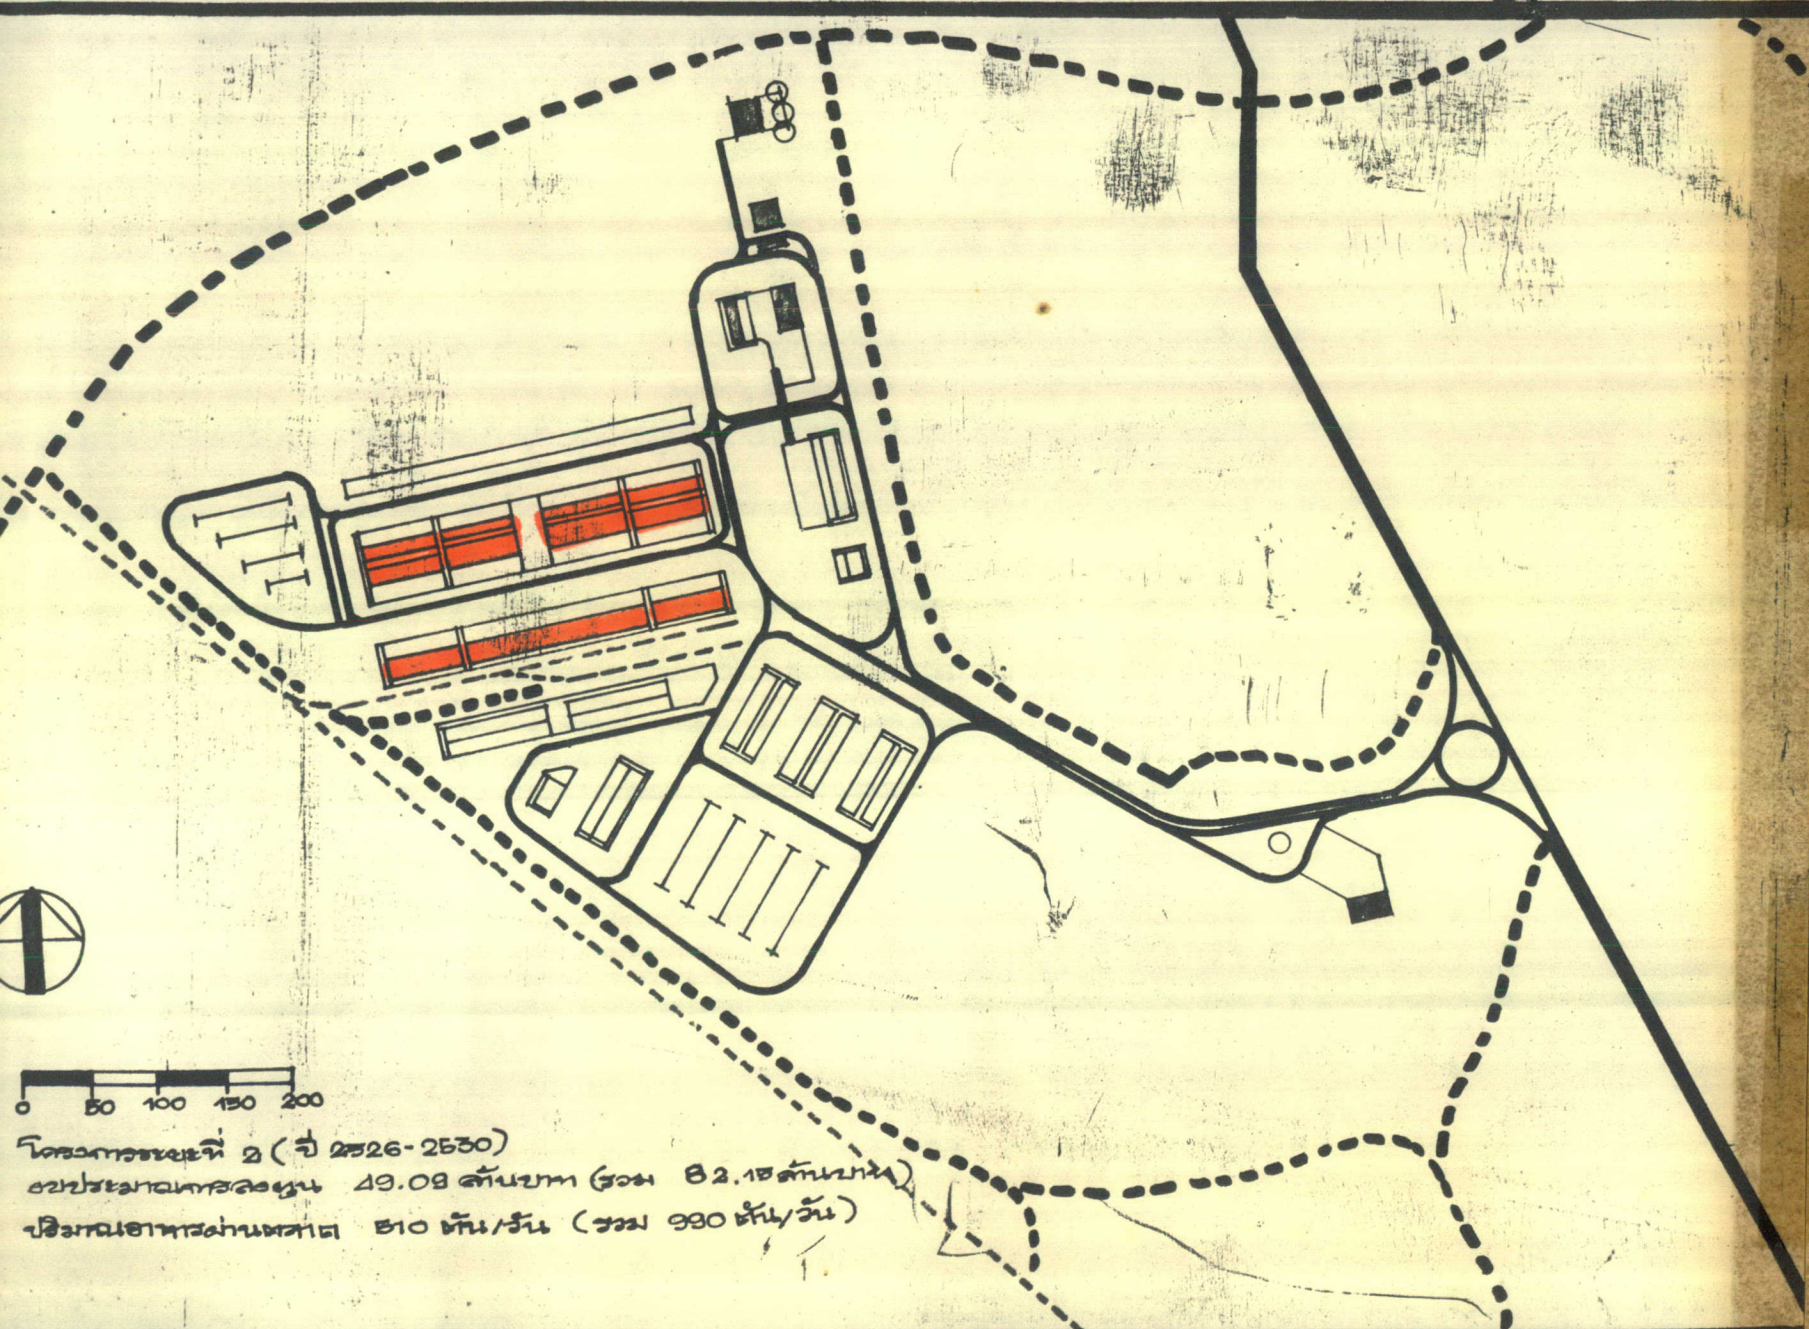 0 50 100 150 200
โครงการระยะที่ 2 ( ปี 2526-2530)
งบประมาณการลงทุน 49.09 ล้านบาท (รวม 82.15 ล้านบาท)
ปริมาณอาหารผ่านตลาด 510 ตัน/วัน ( รวม 990 ตัน/วัน )